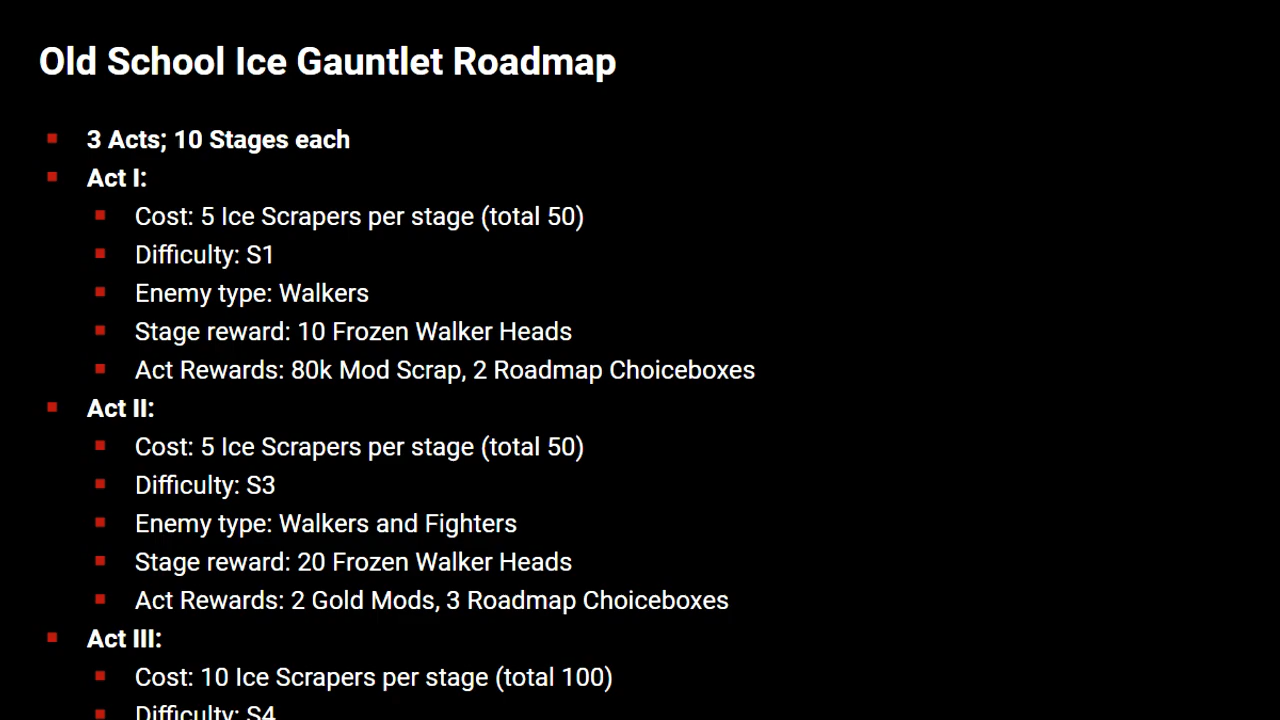 Old School Ice Gauntlet Roadmap
3 Acts; 10 Stages each
Act I:
Cost: 5 Ice Scrapers per stage (total 50)
Difficulty: S1
Enemy type: Walkers
Stage reward: 10 Frozen Walker Heads
Act Rewards: 80k Mod Scrap, 2 Roadmap Choiceboxes
Act II:
Cost: 5 Ice Scrapers per stage (total 50)
Difficulty: S3
Enemy type: Walkers and Fighters
Stage reward: 20 Frozen Walker Heads
Act Rewards: 2 Gold Mods, 3 Roadmap Choiceboxes
Act III:
Cost: 10 Ice Scrapers per stage (total 100)
Difficulty: S4